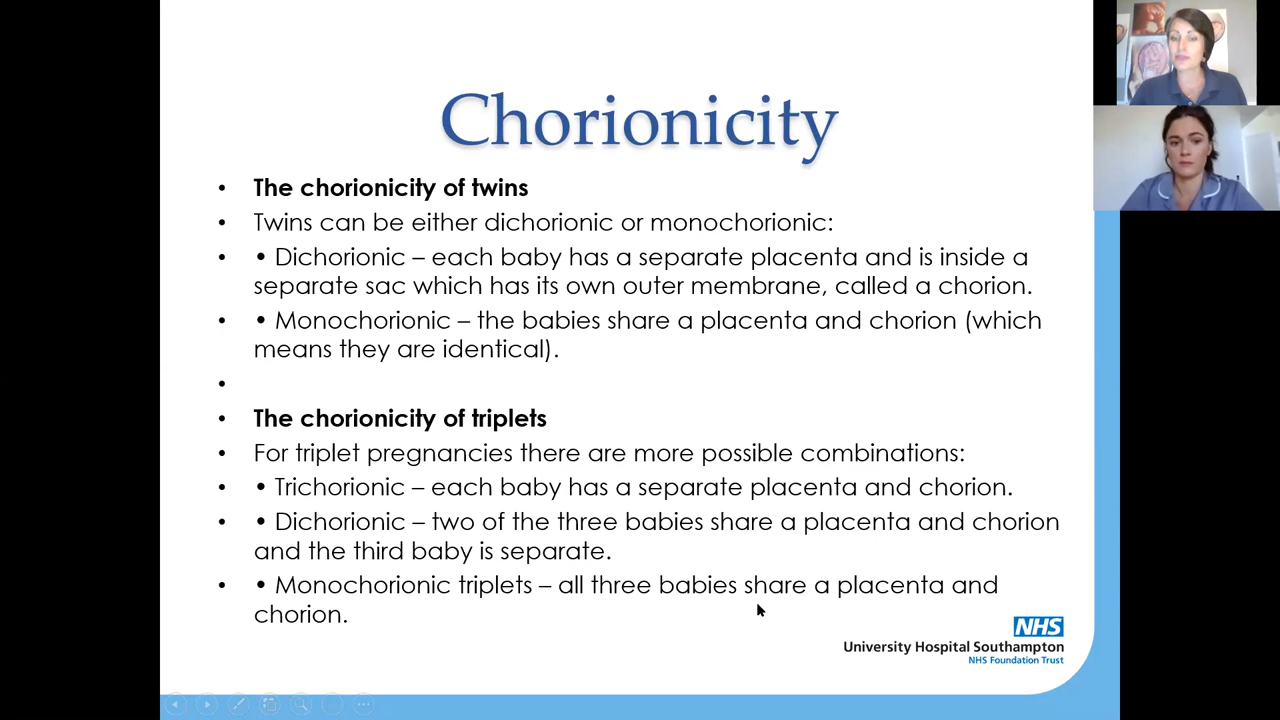 Chorionicity
• The chorionicity of twins
• Twins can be either dichorionic or monochorionic:
• • Dichorionic – each baby has a separate placenta and is inside a
separate sac which has its own outer membrane, called a chorion.
• • Monochorionic – the babies share a placenta and chorion (which
means they are identical).
•
• The chorionicity of triplets
• For triplet pregnancies there are more possible combinations:
• • Trichorionic – each baby has a separate placenta and chorion.
• • Dichorionic – two of the three babies share a placenta and chorion
and the third baby is separate.
• • Monochorionic triplets – all three babies share a placenta and
chorion.
NHS
University Hospital Southampton
NHS Foundation Trust